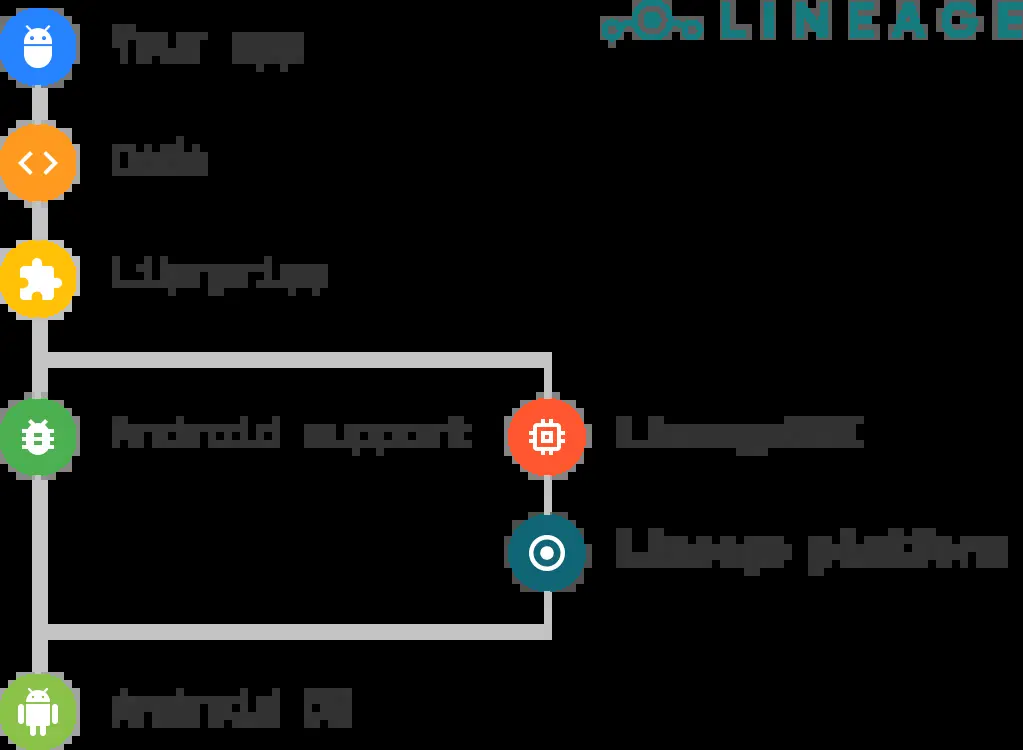 LINEAGE
Your app
Code
Libraries
Android support
LineageSDK
Lineage platform
Android OS